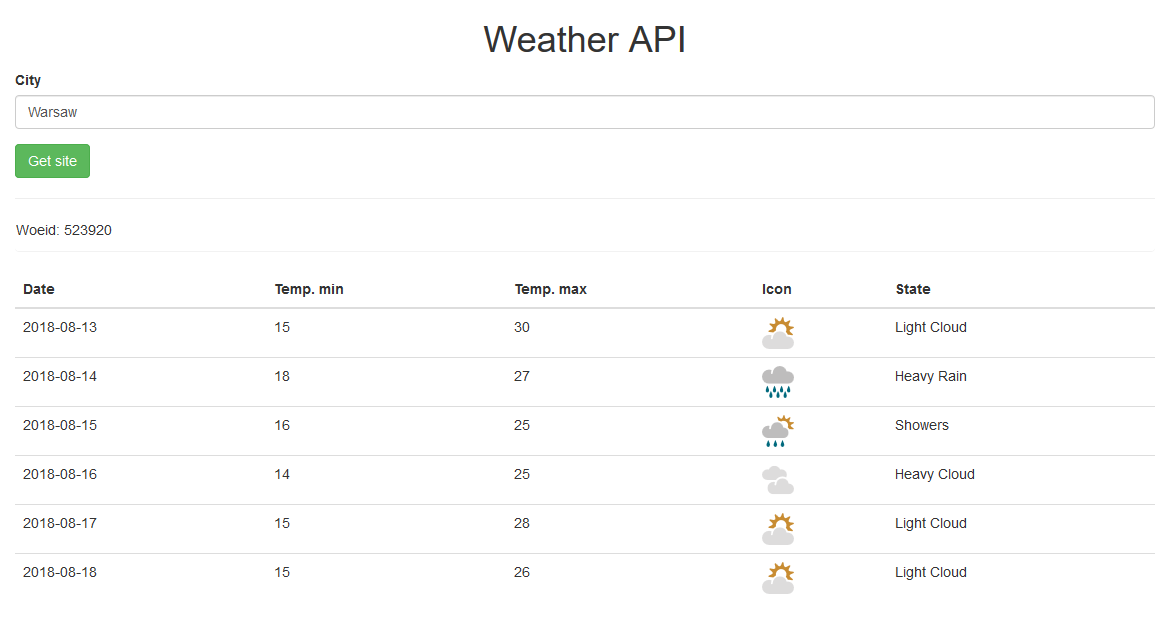 Weather API
City
Warsaw
Get site
Woeid: 523920
Date Temp. min Temp. max Icon State
2018-08-13 15 30 Light Cloud
2018-08-14 18 27 Heavy Rain
2018-08-15 16 25 Showers
2018-08-16 14 25 Heavy Cloud
2018-08-17 15 28 Light Cloud
2018-08-18 15 26 Light Cloud